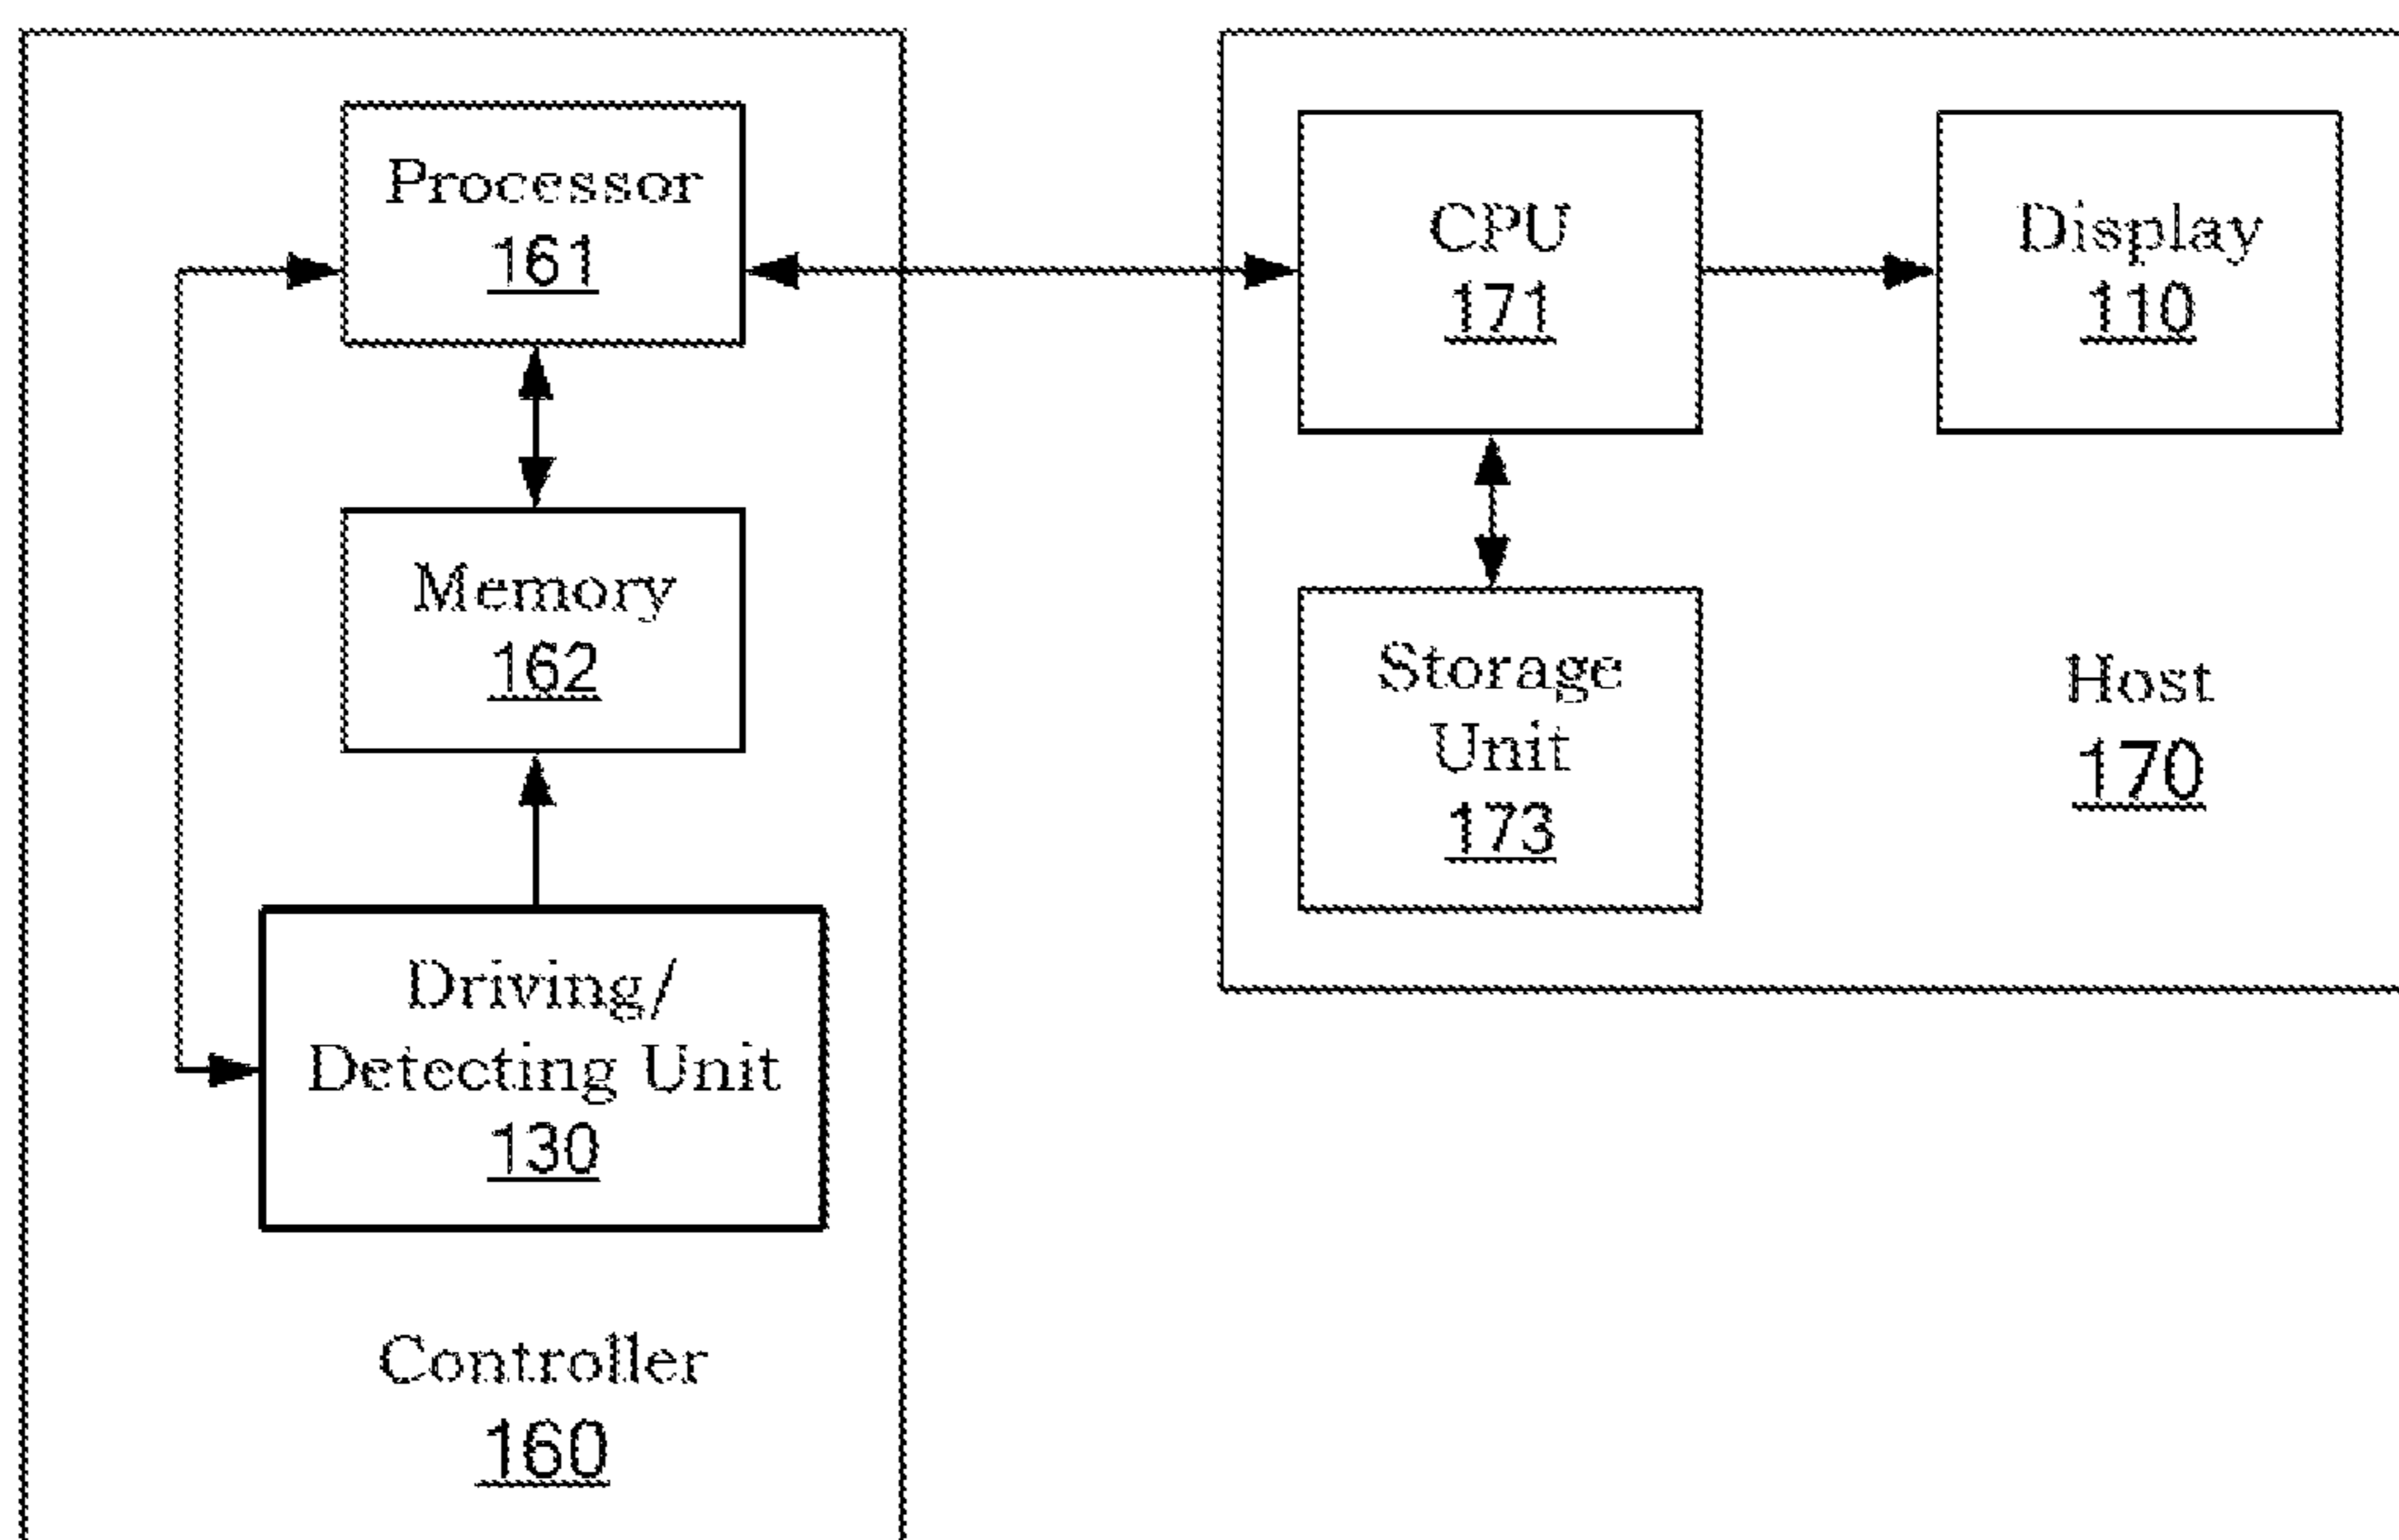 Processor
161
Memory
162
Driving/
Detecting Unit
130
Controller
160
CPU
171
Display
110
Storage
Unit
173
Host
170